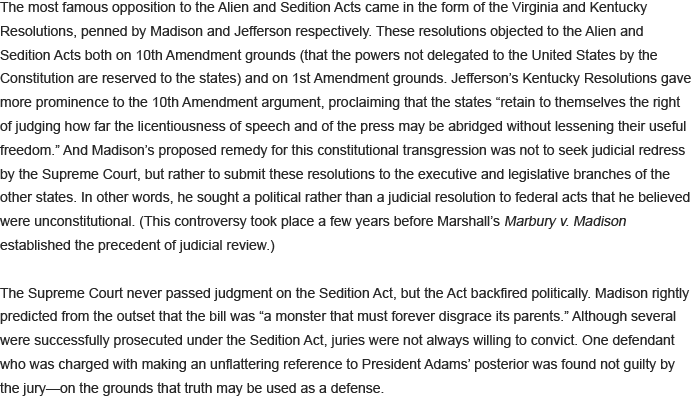 The most famous opposition to the Alien and Sedition Acts came in the form of the Virginia and Kentucky
Resolutions, penned by Madison and Jefferson respectively. These resolutions objected to the Alien and
Sedition Acts both on 10th Amendment grounds (that the powers not delegated to the United States by the
Constitution are reserved to the states) and on 1st Amendment grounds. Jefferson’s Kentucky Resolutions gave
more prominence to the 10th Amendment argument, proclaiming that the states “retain to themselves the right
of judging how far the licentiousness of speech and of the press may be abridged without lessening their useful
freedom.” And Madison’s proposed remedy for this constitutional transgression was not to seek judicial redress
by the Supreme Court, but rather to submit these resolutions to the executive and legislative branches of the
other states. In other words, he sought a political rather than a judicial resolution to federal acts that he believed
were unconstitutional. (This controversy took place a few years before Marshall’s Marbury v. Madison
established the precedent of judicial review.)
The Supreme Court never passed judgment on the Sedition Act, but the Act backfired politically. Madison rightly
predicted from the outset that the bill was “a monster that must forever disgrace its parents.” Although several
were successfully prosecuted under the Sedition Act, juries were not always willing to convict. One defendant
who was charged with making an unflattering reference to President Adams’ posterior was found not guilty by
the jury—on the grounds that truth may be used as a defense.